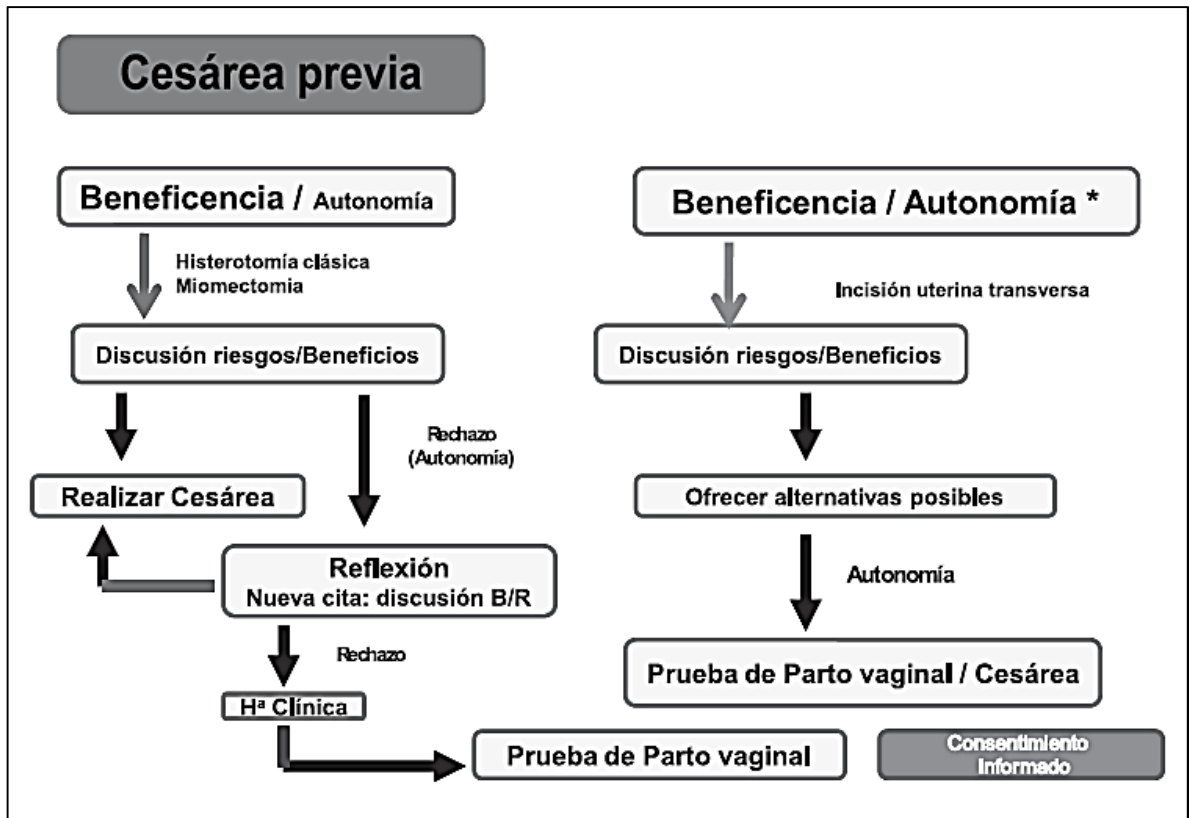 Cesárea previa
Beneficencia / Autonomía
Histerotomía clásica
Miomectomia
Discusión riesgos/Beneficios
Realizar Cesárea
Rechazo
(Autonomía)
Reflexión
Nueva cita: discusión B/R
Rechazo
Hª Clínica
Prueba de Parto vaginal
Beneficencia / Autonomía *
Incisión uterina transversa
Discusión riesgos/Beneficios
Ofrecer alternativas posibles
Autonomía
Prueba de Parto vaginal / Cesárea
Consentimiento
Informado